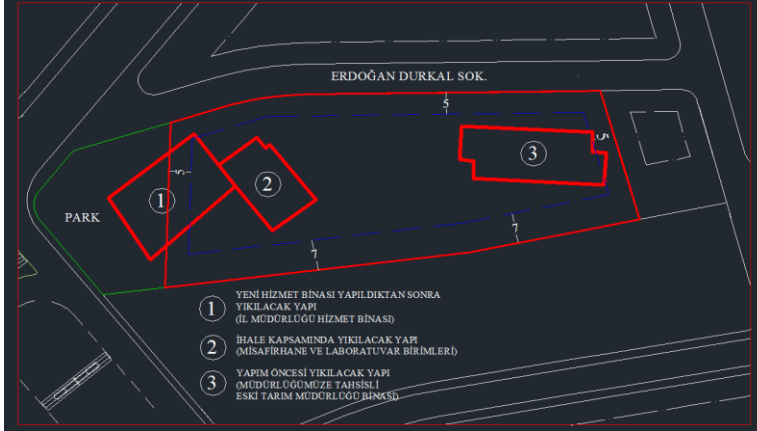 ERDOĞAN DURKAL SOK.
5
5
3
5
1
2
PARK
7
7
1
YENİ HİZMET BİNASI YAPILDIKTAN SONRA
YIKILACAK YAPI
(İL MÜDÜRLÜĞÜ HİZMET BİNASI)
2
İHALE KAPSAMINDA YIKILACAK YAPI
(MİSAFİRHANE VE LABORATUVAR BİRİMLERİ)
3
YAPIM ÖNCESİ YIKILACAK YAPI
(MÜDÜRLÜĞÜMÜZE TAHSİSLİ
ESKİ TARIM MÜDÜRLÜĞÜ BİNASI)